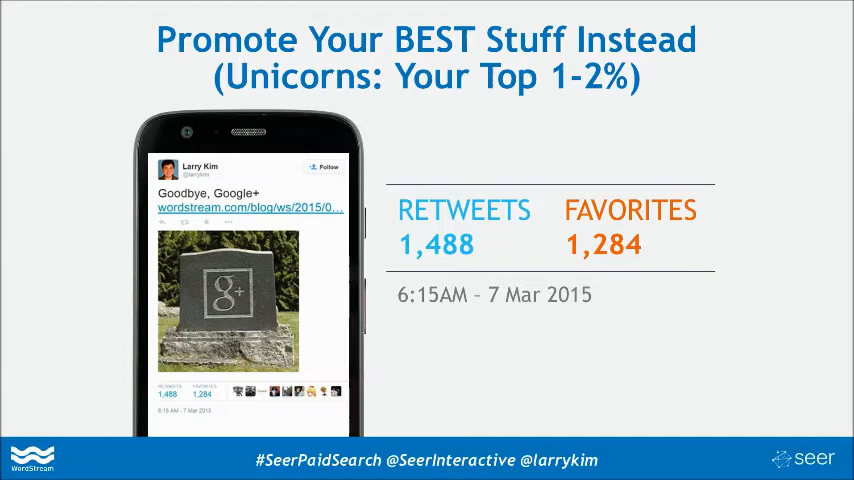 Promote Your BEST Stuff Instead
(Unicorns: Your Top 1-2%)
Larry Kim
@larrykim
Follow
Goodbye, Google+
wordstream.com/blog/ws/2015/0...
g+
RETWEETS FAVORITES
1,488 1,284
6:15 AM - 7 Mar 2015
RETWEETS FAVORITES
1,488 1,284
6:15AM – 7 Mar 2015
WordStream
#SeerPaidSearch @SeerInteractive @larrykim
seer